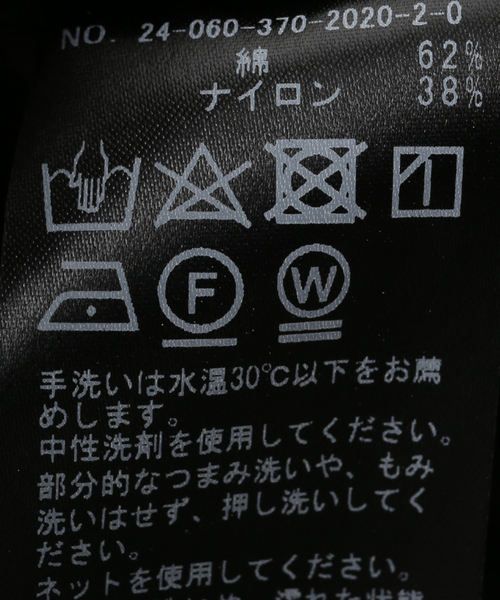 NO. 24-060-370-2020-2-0
綿 62%
ナイロン 38%
F
W
手洗いは水温30℃以下をお薦
めします。
中性洗剤を使用してください。
部分的なつまみ洗いや、もみ
洗いはせず、押し洗いしてく
ださい。
ネットを使用してください。